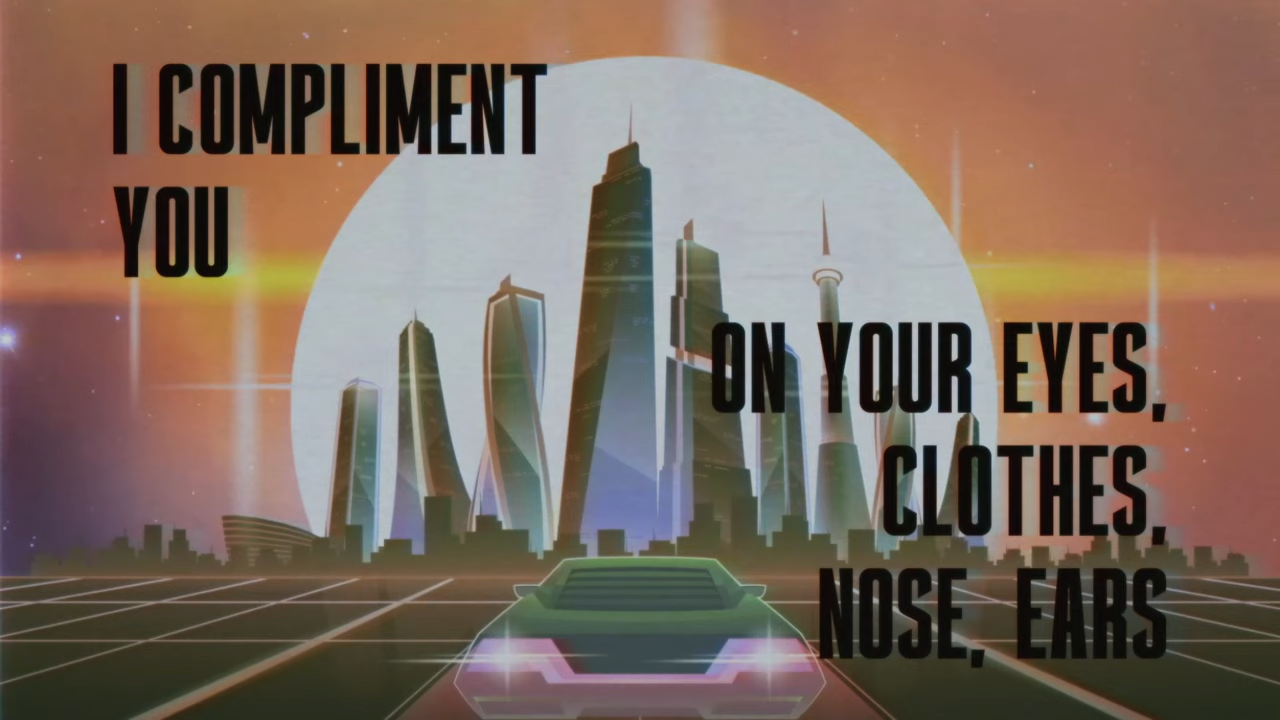 I COMPLIMENT
YOU
ON YOUR EYES,
CLOTHES,
NOSE, EARS